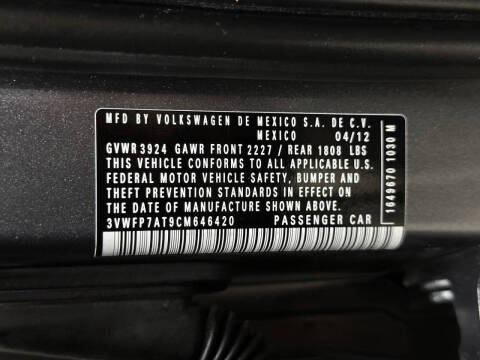 MFD BY VOLKSWAGEN DE MEXICO S.A. DE C.V.
MEXICO 04/12
GVWR 3924 GAWR FRONT 2227 / REAR 1808 LBS
THIS VEHICLE CONFORMS TO ALL APPLICABLE U.S.
FEDERAL MOTOR VEHICLE SAFETY, BUMPER AND
THEFT PREVENTION STANDARDS IN EFFECT ON
THE DATE OF MANUFACTURE SHOWN ABOVE.
3VWFP7AT9CM646420 PASSENGER CAR
1649670 1030 M